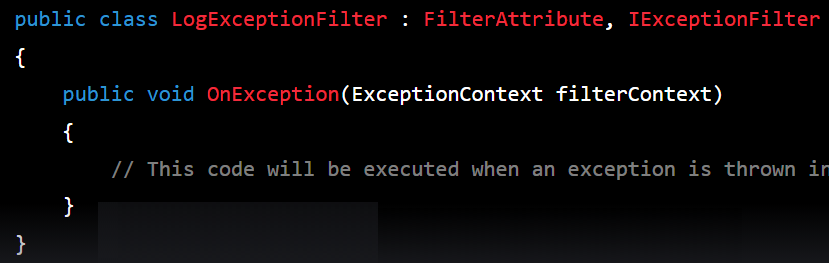 public class LogExceptionFilter : FilterAttribute, IExceptionFilter
{
    public void OnException(ExceptionContext filterContext)
    {
        // This code will be executed when an exception is thrown in
    }
}